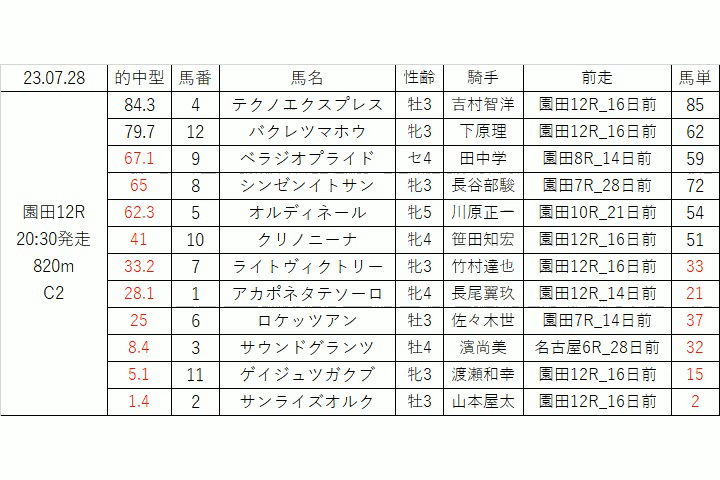 23.07.28 的中型 馬番 馬名 性齢 騎手 前走 馬単
園田12R
20:30発走
820m
C2
84.3 4 テクノエクスプレス 牡3 吉村智洋 園田12R_16日前 85
79.7 12 バクレツマホウ 牝3 下原理 園田12R_16日前 62
67.1 9 ベラジオプライド セ4 田中学 園田8R_14日前 59
65 8 シンゼンイトサン 牝3 長谷部駿 園田7R_28日前 72
62.3 5 オルディネール 牝5 川原正一 園田10R_21日前 54
41 10 クリノニーナ 牝4 笹田知宏 園田12R_16日前 51
33.2 7 ライトヴィクトリー 牝3 竹村達也 園田12R_16日前 33
28.1 1 アカポネタテソーロ 牝4 長尾翼玖 園田12R_14日前 21
25 6 ロケッツアン 牡3 佐々木世 園田7R_14日前 37
8.4 3 サウンドグランツ 牡4 濱尚美 名古屋6R_28日前 32
5.1 11 ゲイジュツガクブ 牝3 渡瀬和幸 園田12R_16日前 15
1.4 2 サンライズオルク 牡3 山本屋太 園田12R_16日前 2